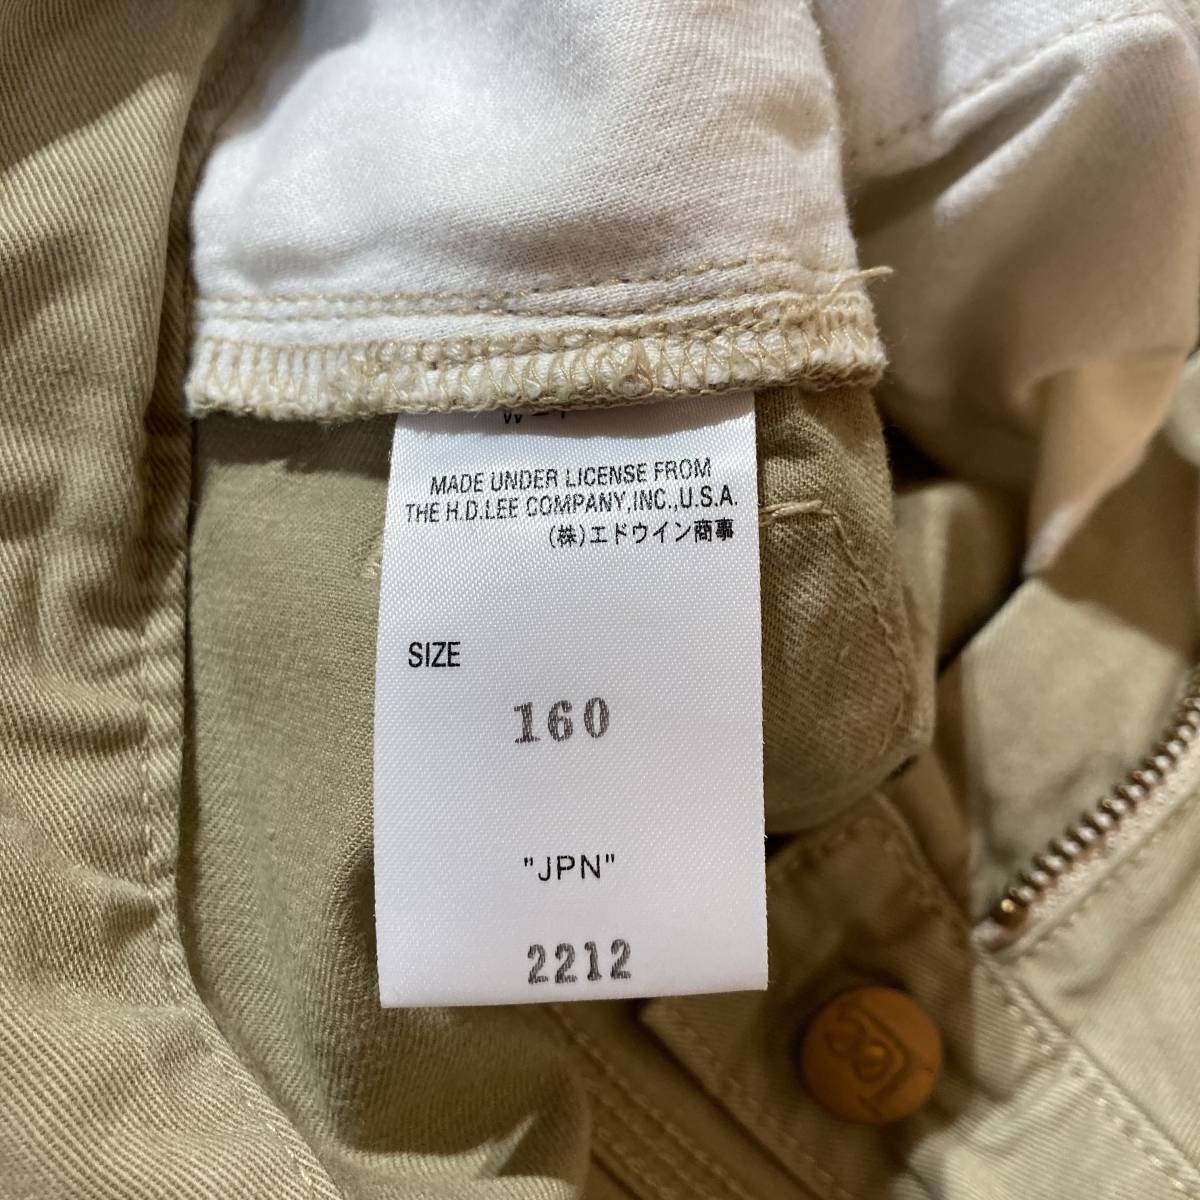 MADE UNDER LICENSE FROM
THE H.D.LEE COMPANY,INC.,U.S.A.
(株)エドウイン商事
SIZE
160
"JPN"
2212
Lee